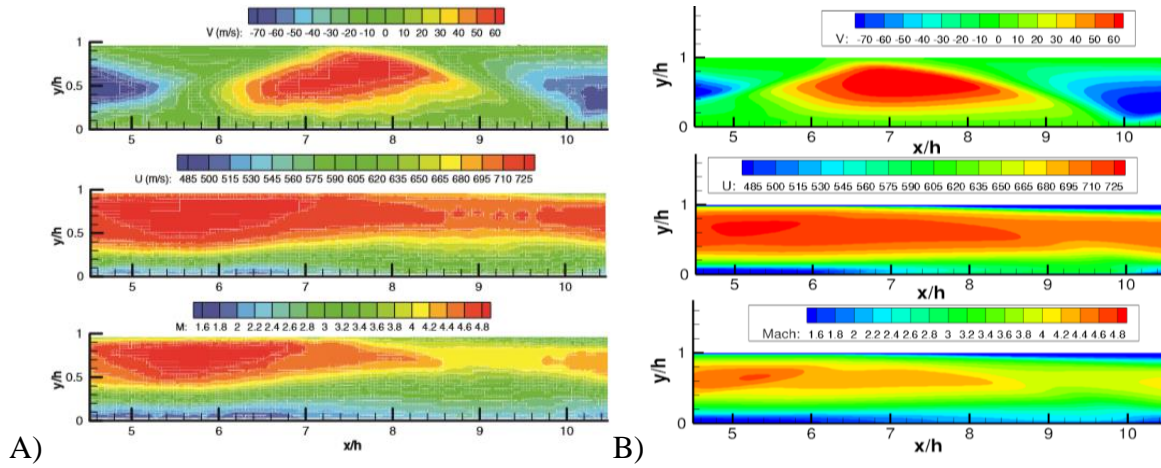 V (m/s): -70 -60 -50 -40 -30 -20 -10 0 10 20 30 40 50 60
y/h
1
0.5
0
5 6 7 8 9 10
U (m/s): 485 500 515 530 545 560 575 590 605 620 635 650 665 680 695 710 725
y/h
1
0.5
0
5 6 7 8 9 10
M: 1.6 1.8 2 2.2 2.4 2.6 2.8 3 3.2 3.4 3.6 3.8 4 4.2 4.4 4.6 4.8
y/h
1
0.5
0
5 6 7 8 9 10
x/h
A)
V: -70 -60 -50 -40 -30 -20 -10 0 10 20 30 40 50 60
y/h
1
0
5 6 7 8 9 10
x/h
U: 485 500 515 530 545 560 575 590 605 620 635 650 665 680 695 710 725
y/h
1
0
5 6 7 8 9 10
x/h
Mach: 1.6 1.8 2 2.2 2.4 2.6 2.8 3 3.2 3.4 3.6 3.8 4 4.2 4.4 4.6 4.8
y/h
1
0
5 6 7 8 9 10
x/h
B)